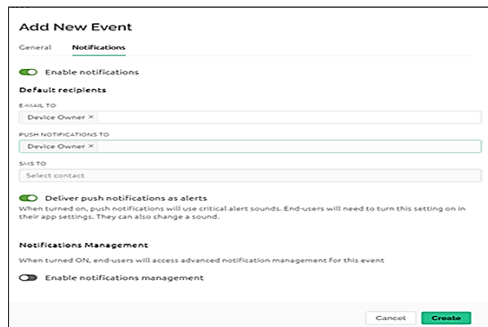 Add New Event
General Notifications
Enable notifications
Default recipients
E-MAIL TO
Device Owner ×
PUSH NOTIFICATIONS TO
Device Owner ×
SMS TO
Select contact
Deliver push notifications as alerts
When turned on, push notifications will use critical alert sounds. End-users will need to turn this setting on in
their app settings. They can also change a sound.
Notifications Management
When turned ON, end-users will access advanced notification management for this event
Enable notifications management
Cancel Create